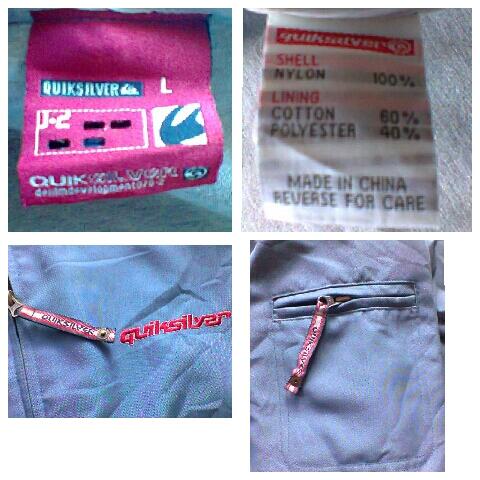 QUIKSILVER L
J-2
QUIKSILVER
quiksilver
SHELL
NYLON 100%
LINING
COTTON 60%
POLYESTER 40%
MADE IN CHINA
REVERSE FOR CARE
QUIKSILVER
quiksilver